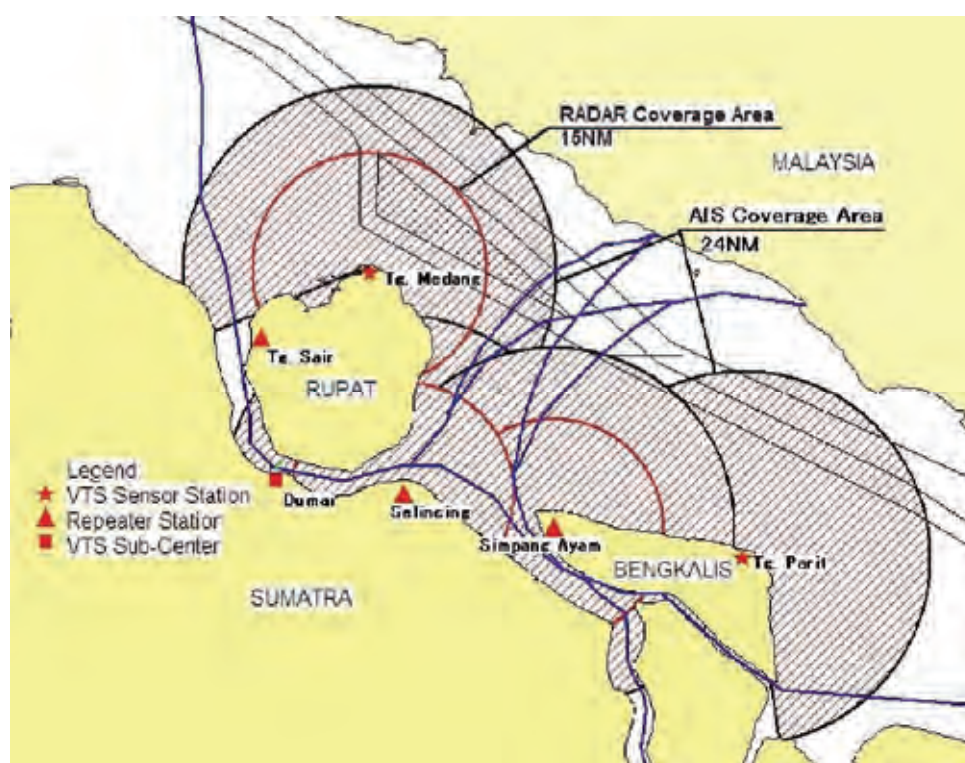 RADAR Coverage Area
15NM
MALAYSIA
AIS Coverage Area
24NM
Tg. Medang
Tg. Sair
RUPAT
Legend
VTS Sensor Station
Repeater Station
VTS Sub-Center
Dumai
Selincing
Simpang Ayam
BENGKALIS
Tg. Parit
SUMATRA